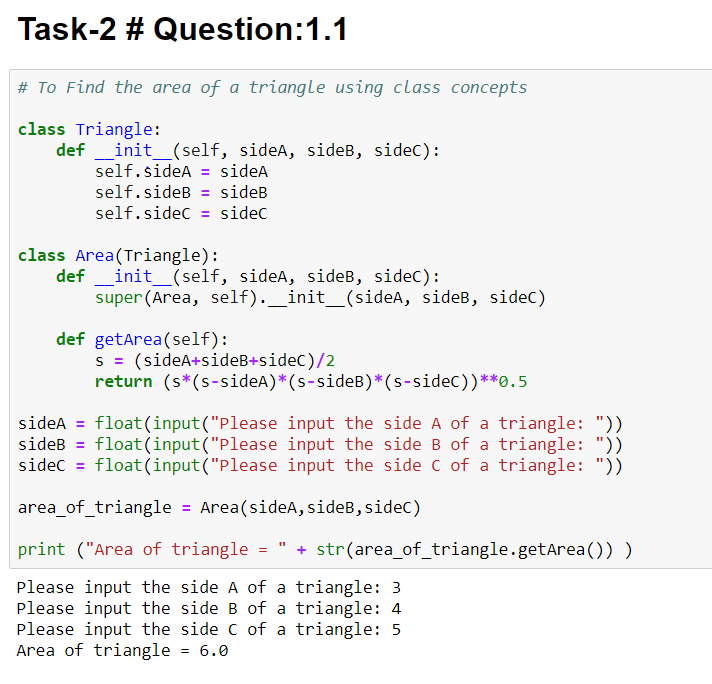 Task-2 # Question:1.1
# To Find the area of a triangle using class concepts
class Triangle:
    def __init__(self, sideA, sideB, sideC):
        self.sideA = sideA
        self.sideB = sideB
        self.sideC = sideC
class Area(Triangle):
    def __init__(self, sideA, sideB, sideC):
        super(Area, self).__init__(sideA, sideB, sideC)
    def getArea(self):
        s = (sideA+sideB+sideC)/2
        return (s*(s-sideA)*(s-sideB)*(s-sideC))**0.5
sideA = float(input("Please input the side A of a triangle: "))
sideB = float(input("Please input the side B of a triangle: "))
sideC = float(input("Please input the side C of a triangle: "))
area_of_triangle = Area(sideA,sideB,sideC)
print ("Area of triangle = " + str(area_of_triangle.getArea()) )
Please input the side A of a triangle: 3
Please input the side B of a triangle: 4
Please input the side C of a triangle: 5
Area of triangle = 6.0